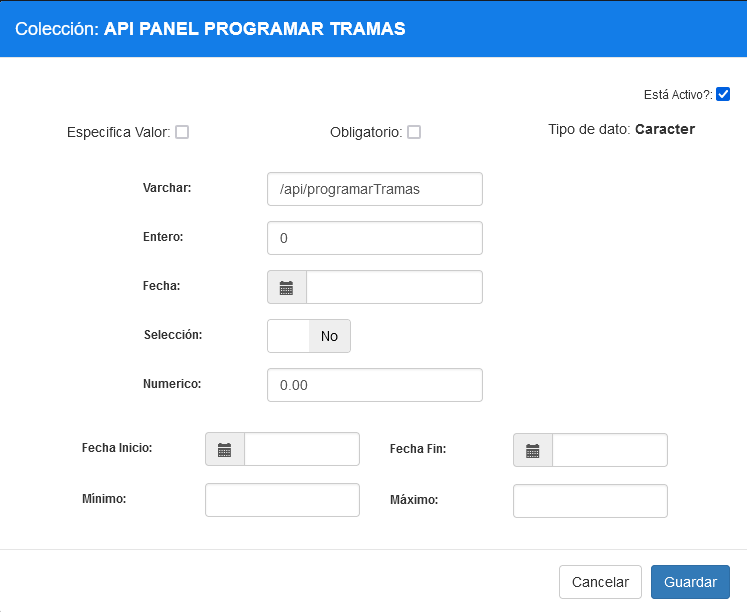 Colección: API PANEL PROGRAMAR TRAMAS
Está Activo?:
Especifica Valor:
Obligatorio:
Tipo de dato: Caracter
Varchar:
/api/programarTramas
Entero:
0
Fecha:
Selección:
No
Numerico:
0.00
Fecha Inicio:
Fecha Fin:
Mínimo:
Máximo:
Cancelar
Guardar